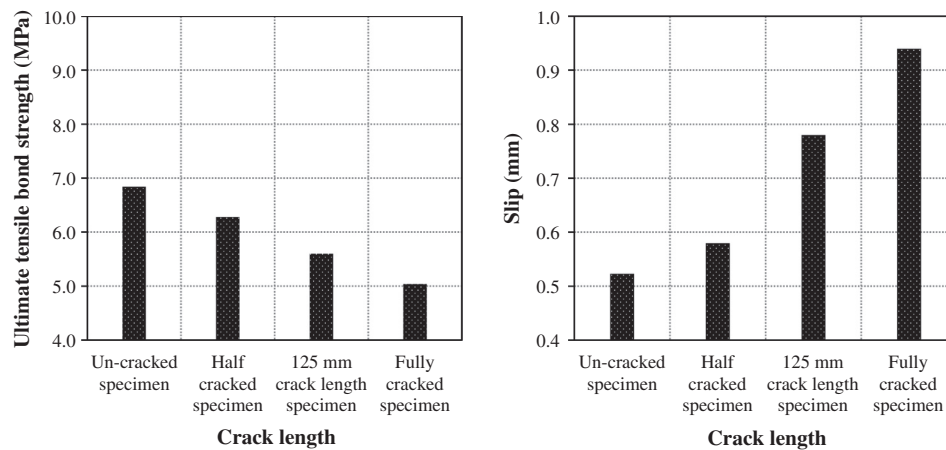 Ultimate tensile bond strength (MPa)
10.0
9.0
8.0
7.0
6.0
5.0
4.0
Un-cracked
specimen
Half
cracked
specimen
125 mm
crack length
specimen
Fully
cracked
specimen
Crack length
Slip (mm)
1.0
0.9
0.8
0.7
0.6
0.5
0.4
Un-cracked
specimen
Half
cracked
specimen
125 mm
crack length
specimen
Fully
cracked
specimen
Crack length